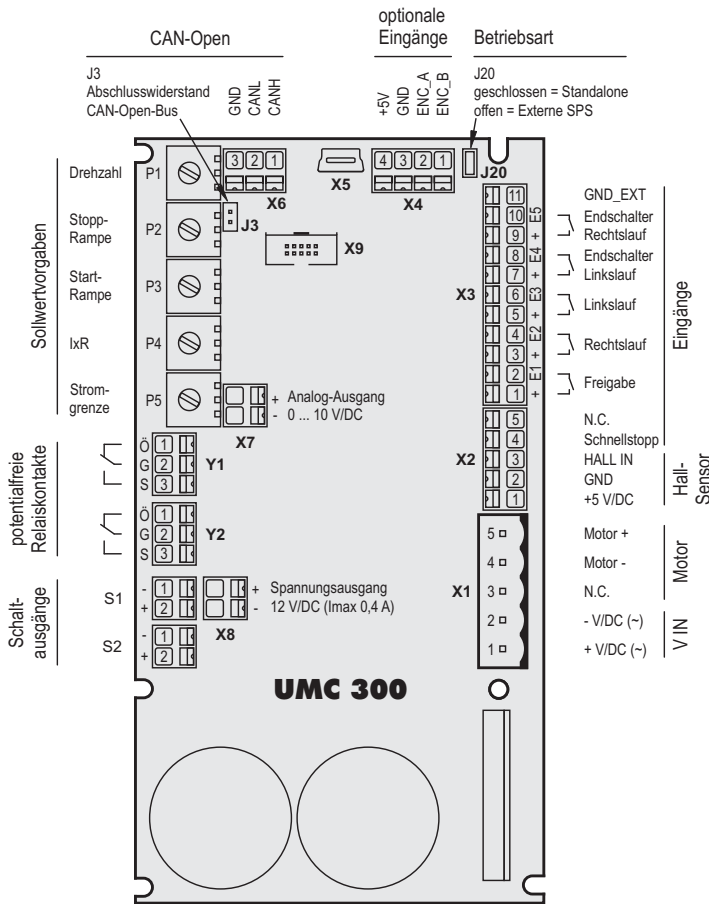 CAN-Open
optionale
Eingänge
Betriebsart
J3
Abschlusswiderstand
CAN-Open-Bus
GND
CANL
CANH
+5V
GND
ENC_A
ENC_B
J20
geschlossen = Standalone
offen = Externe SPS
Sollwertvorgaben
Drehzahl
P1
Stopp-
Rampe
P2
Start-
Rampe
P3
IxR
P4
Strom-
grenze
P5
3 2 1
X6
J3
X5
4 3 2 1
X4
J20
X9
X3
11
10
9
8
7
6
5
4
3
2
1
+ E1 + E2 + E3 + E4 + E5
GND_EXT
Endschalter
Rechtslauf
Endschalter
Linkslauf
Linkslauf
Rechtslauf
Freigabe
Eingänge
+ Analog-Ausgang
- 0 ... 10 V/DC
X7
potentialfreie
Relaiskontakte
Ö 1
G 2
S 3
Y1
Ö 1
G 2
S 3
Y2
X2
5 N.C.
4 Schnellstopp
3 HALL IN
2 GND
1 +5 V/DC
Hall-
Sensor
Schalt-
ausgänge
S1
- 1
+ 2
S2
- 1
+ 2
+ Spannungsausgang
- 12 V/DC (Imax 0,4 A)
X8
X1
5 Motor +
4 Motor -
3 N.C.
2 - V/DC (~)
1 + V/DC (~)
Motor
V IN
UMC 300